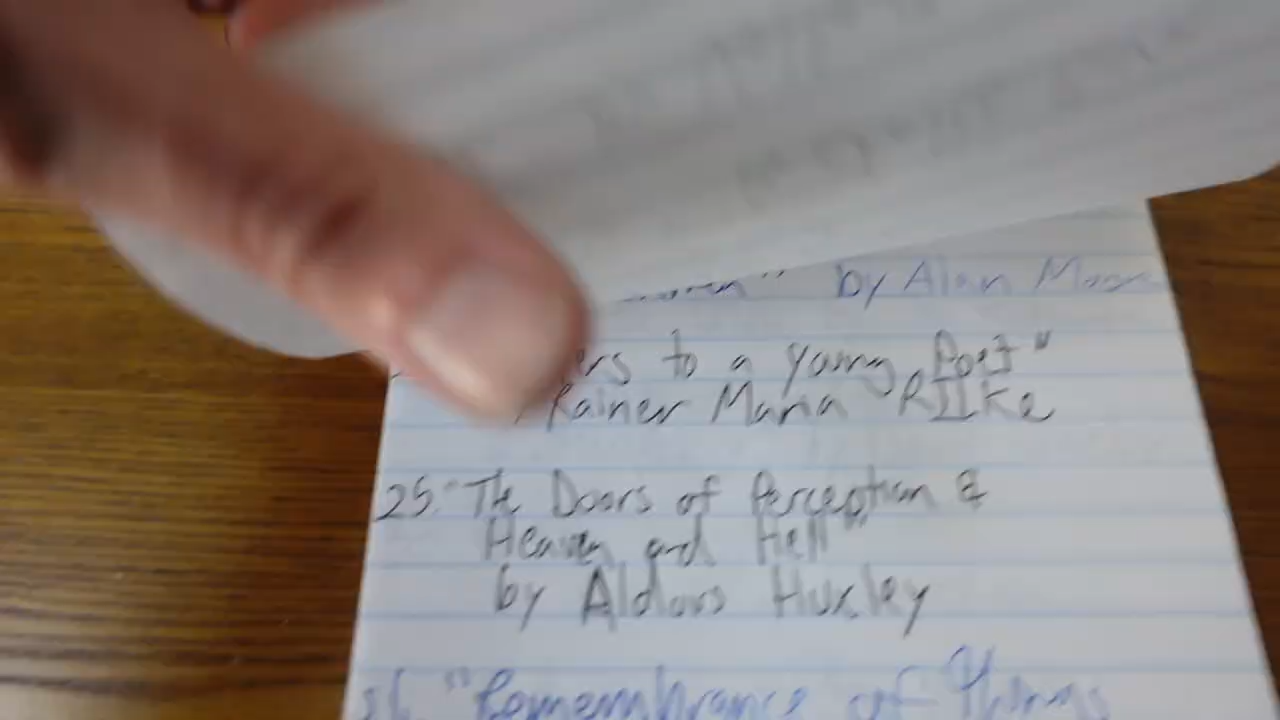 " by Alan Moore
to a young Poet"
Rainer Maria Rilke
25. "The Doors of Perception &
Heaven and Hell"
by Aldous Huxley
"Remembrance of Things